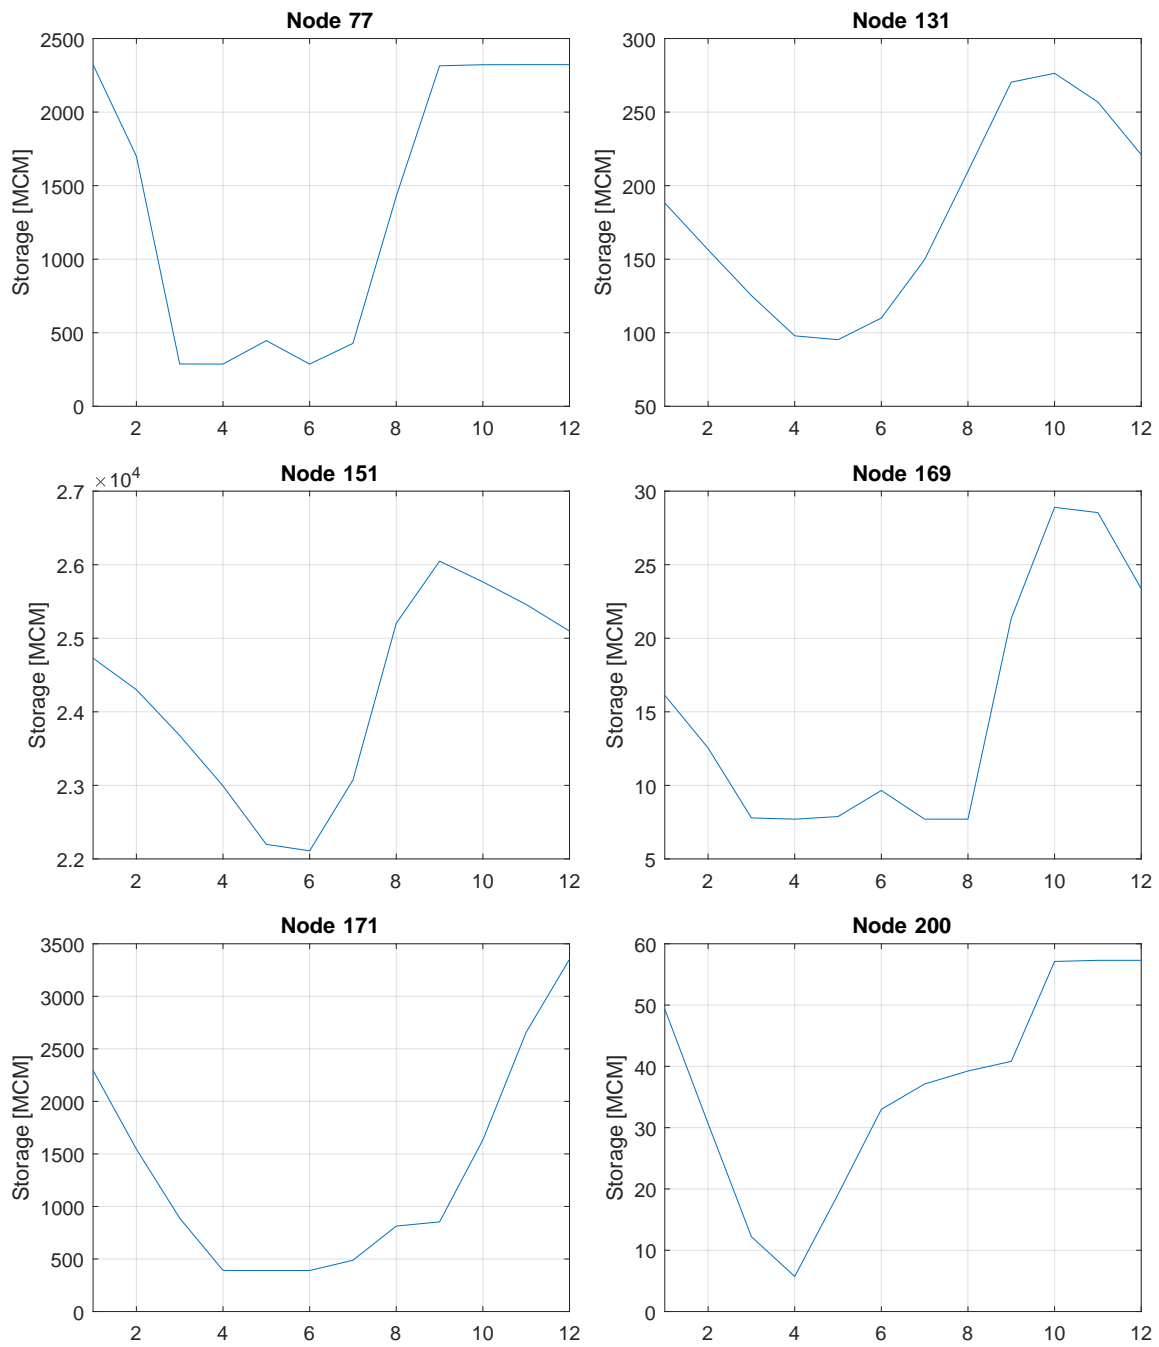 Node 77
2500
2000
1500
1000
500
0
Storage [MCM]
2 4 6 8 10 12
Node 131
300
250
200
150
100
50
Storage [MCM]
2 4 6 8 10 12
Node 151
×10^4
2.7
2.6
2.5
2.4
2.3
2.2
Storage [MCM]
2 4 6 8 10 12
Node 169
30
25
20
15
10
5
Storage [MCM]
2 4 6 8 10 12
Node 171
3500
3000
2500
2000
1500
1000
500
0
Storage [MCM]
2 4 6 8 10 12
Node 200
60
50
40
30
20
10
0
Storage [MCM]
2 4 6 8 10 12